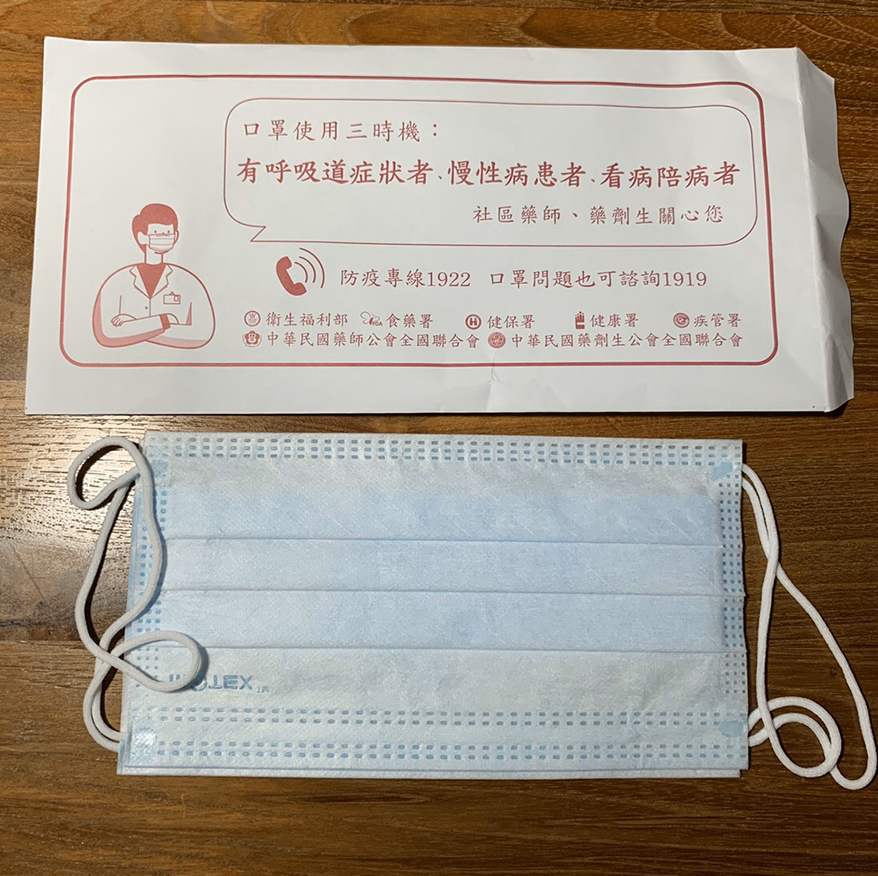 口罩使用三時機：
有呼吸道症狀者、慢性病患者、看病陪病者
社區藥師、藥劑生關心您
防疫專線1922 口罩問題也可諮詢1919
衛生福利部 食藥署 健保署 健康署 疾管署
中華民國藥師公會全國聯合會 中華民國藥劑生公會全國聯合會